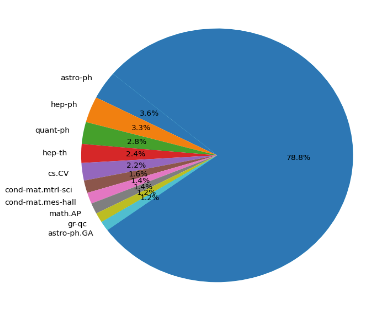 astro-ph
hep-ph
quant-ph
hep-th
cs.CV
cond-mat.mtrl-sci
cond-mat.mes-hall
math.AP
gr-qc
astro-ph.GA
3.6%
3.3%
2.8%
2.4%
2.2%
1.6%
1.4%
1.4%
1.2%
1.2%
78.8%